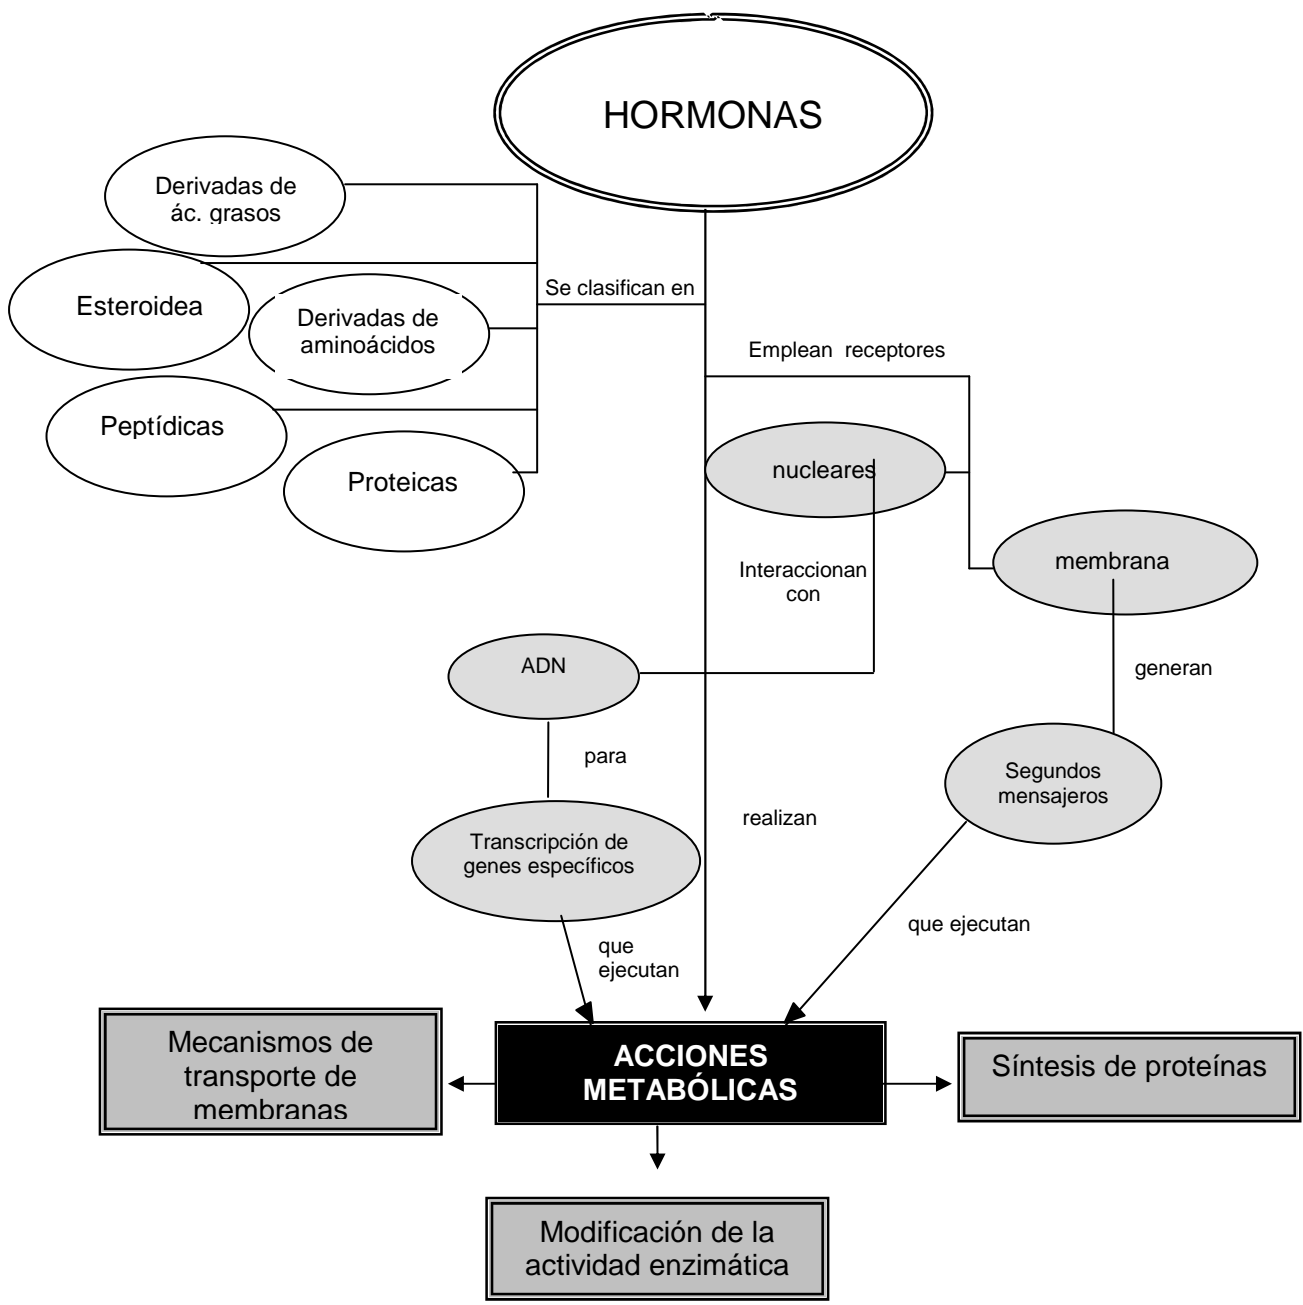 HORMONAS
Derivadas de
ác. grasos
Esteroidea
Derivadas de
aminoácidos
Peptídicas
Proteicas
Se clasifican en
Emplean receptores
nucleares
membrana
Interaccionan
con
generan
ADN
para
Segundos
mensajeros
Transcripción de
genes específicos
realizan
que
ejecutan
que ejecutan
Mecanismos de
transporte de
membranas
ACCIONES
METABÓLICAS
Síntesis de proteínas
Modificación de la
actividad enzimática